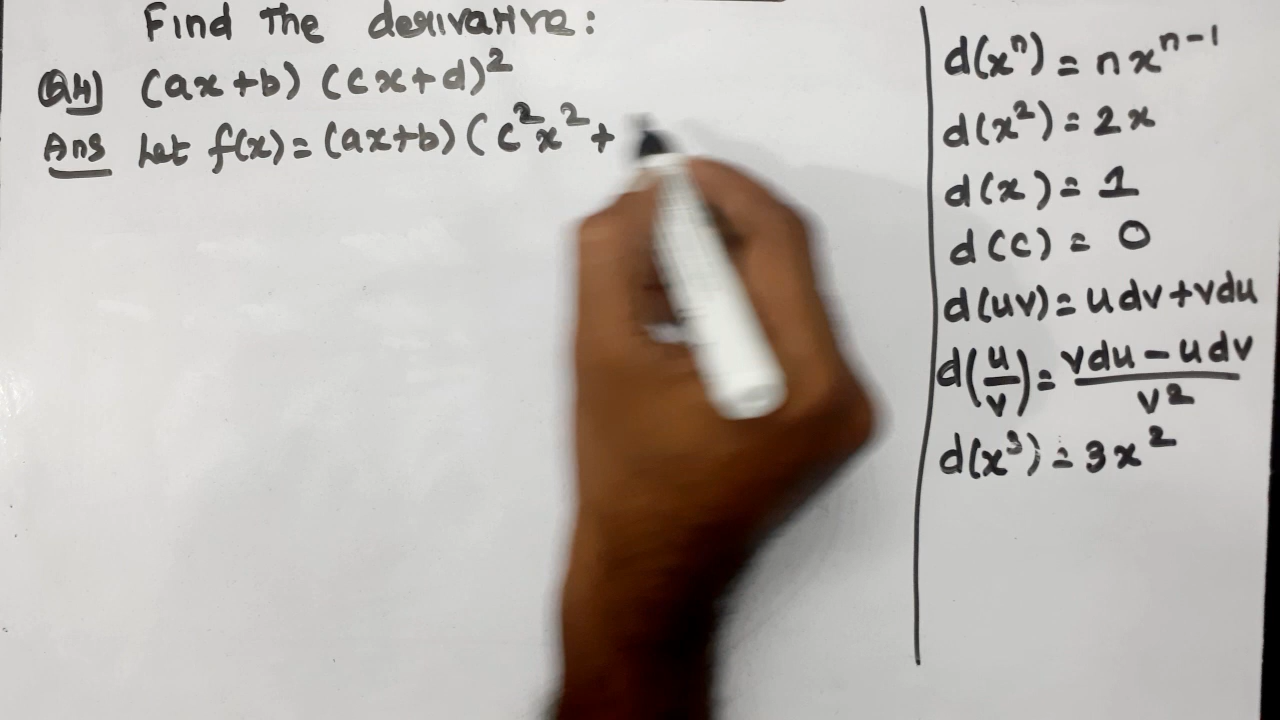 Find The derivative:
Q4) (ax+b) (cx+d)²
Ans Let f(x) = (ax+b) (c²x²+
d(xⁿ) = nxⁿ⁻¹
d(x²) = 2x
d(x) = 1
d(c) = 0
d(uv) = udv+vdu
d(u/v) = vdu-udv/v²
d(x³) = 3x²